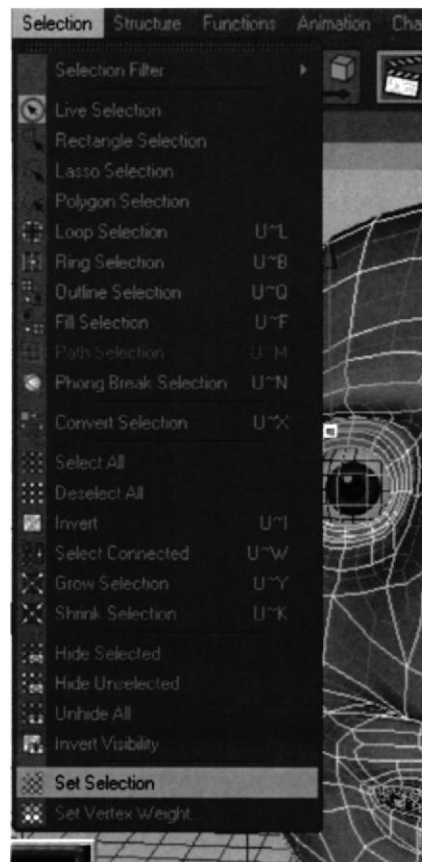 Selection Structure Functions Animation Cha
Selection Filter
Live Selection
Rectangle Selection
Lasso Selection
Polygon Selection
Loop Selection U~L
Ring Selection U~B
Outline Selection U~Q
Fill Selection U~F
Path Selection U~M
Phong Break Selection U~N
Convert Selection U~X
Select All
Deselect All
Invert U~I
Select Connected U~W
Grow Selection U~Y
Shrink Selection U~K
Hide Selected
Hide Unselected
Unhide All
Invert Visibility
Set Selection
Set Vertex Weight...